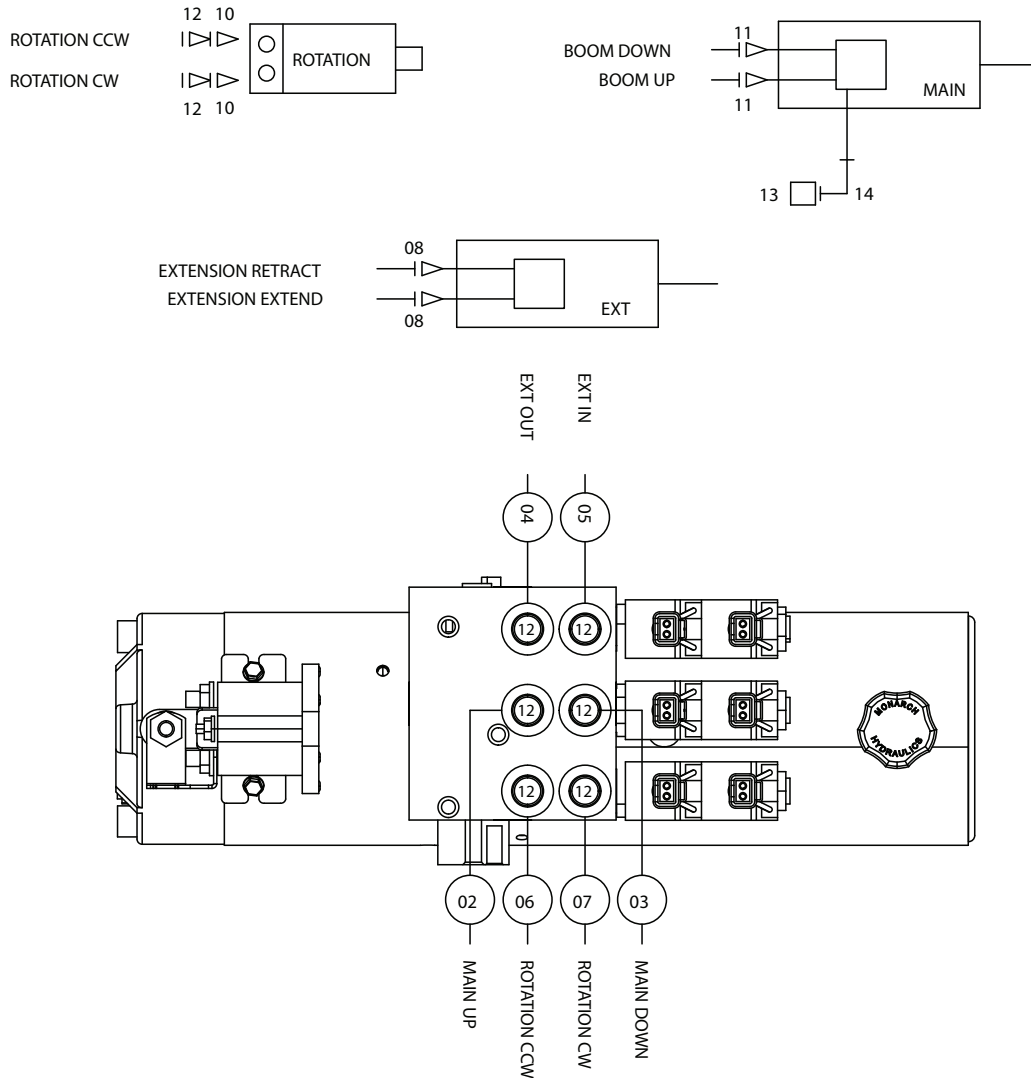 12 10
ROTATION CCW
ROTATION
ROTATION CW
12 10
11
BOOM DOWN
BOOM UP
MAIN
11
13
14
08
EXTENSION RETRACT
EXTENSION EXTEND
EXT
08
EXT OUT
EXT IN
04
05
12
12
12
12
12
12
MONARCH
HYDRAULICS
02
06
07
03
MAIN UP
ROTATION CCW
ROTATION CW
MAIN DOWN